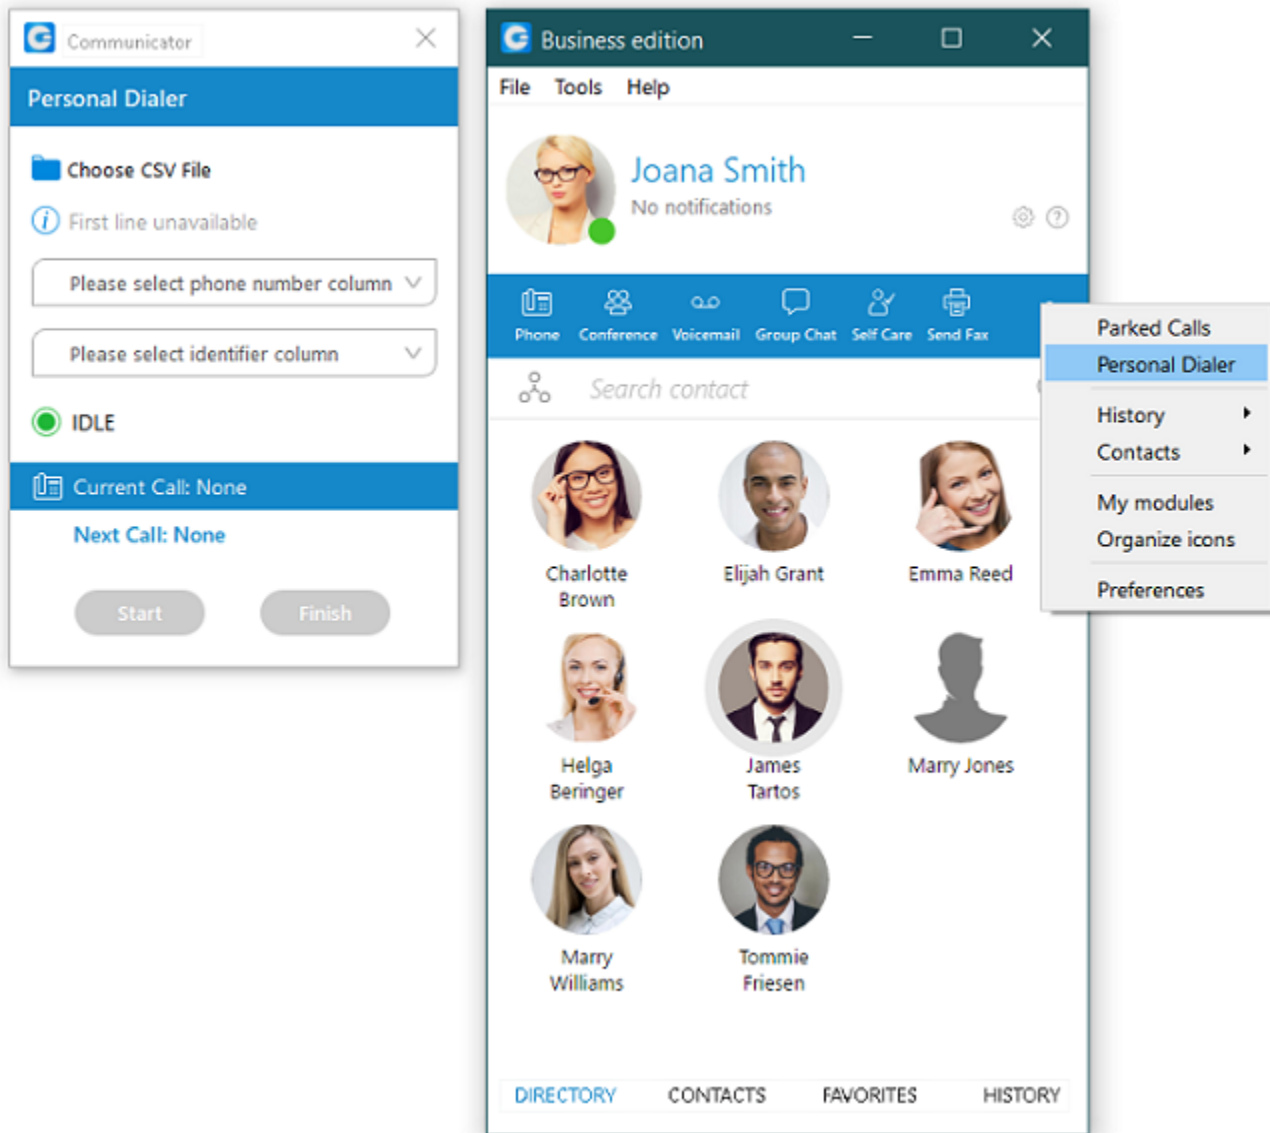 Communicator
Personal Dialer
Choose CSV File
First line unavailable
Please select phone number column
Please select identifier column
IDLE
Current Call: None
Next Call: None
Start Finish
Business edition
File Tools Help
Joana Smith
No notifications
Phone Conference Voicemail Group Chat Self Care Send Fax
Search contact
Charlotte
Brown
Elijah Grant
Emma Reed
Helga
Beringer
James
Tartos
Marry Jones
Marry
Williams
Tommie
Friesen
DIRECTORY CONTACTS FAVORITES HISTORY
Parked Calls
Personal Dialer
History
Contacts
My modules
Organize icons
Preferences